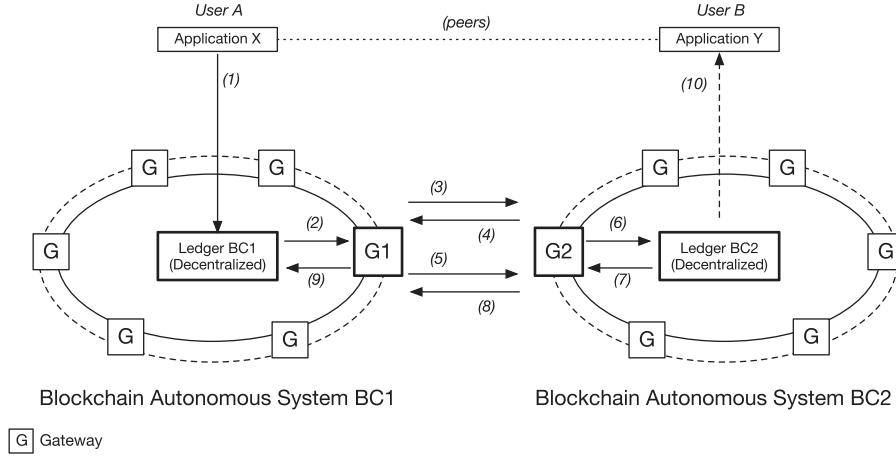 User A
User B
Application X
(peers)
Application Y
(1)
(10)
G
G
G
G
(3)
(4)
G
Ledger BC1
(Decentralized)
(2)
(9)
G1
(5)
(8)
G2
(6)
(7)
Ledger BC2
(Decentralized)
G
G
G
G
G
Blockchain Autonomous System BC1
Blockchain Autonomous System BC2
G Gateway